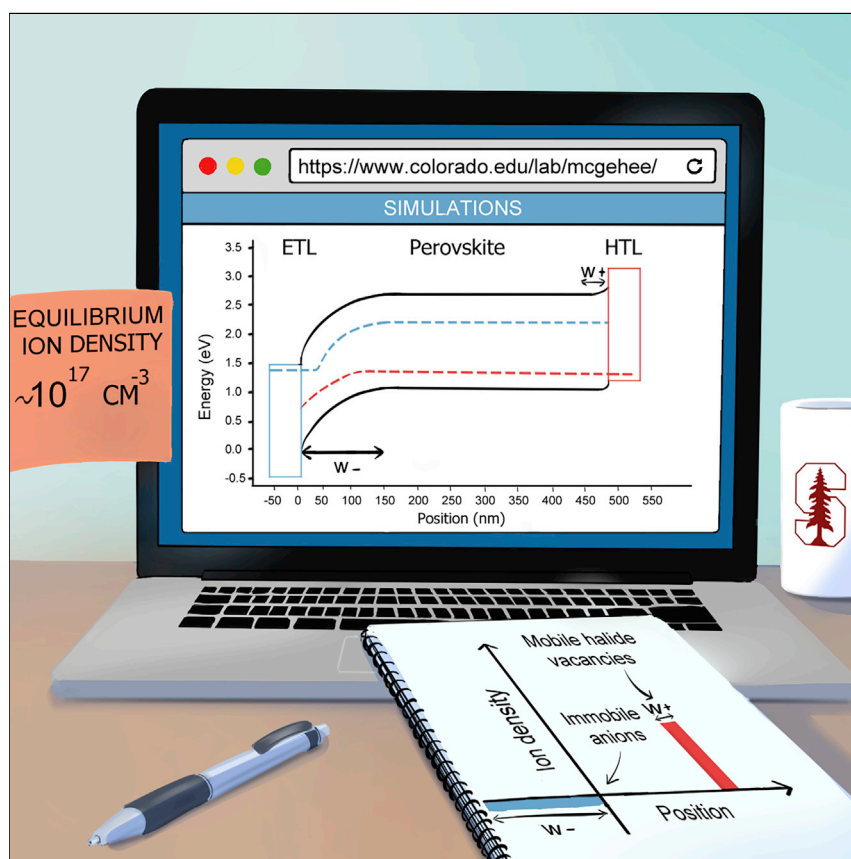 https://www.colorado.edu/lab/mcgehee/
SIMULATIONS
ETL Perovskite HTL
W+
3.5
3.0
2.5
2.0
1.5
1.0
0.5
0.0
-0.5
Energy (eV)
W-
-50 0 50 100 150 200 250 300 350 400 450 500 550
Position (nm)
EQUILIBRIUM
ION DENSITY
~10^17 CM^-3
S
Mobile halide
vacancies
W+
Ion density
Immobile
anions
Position
W-